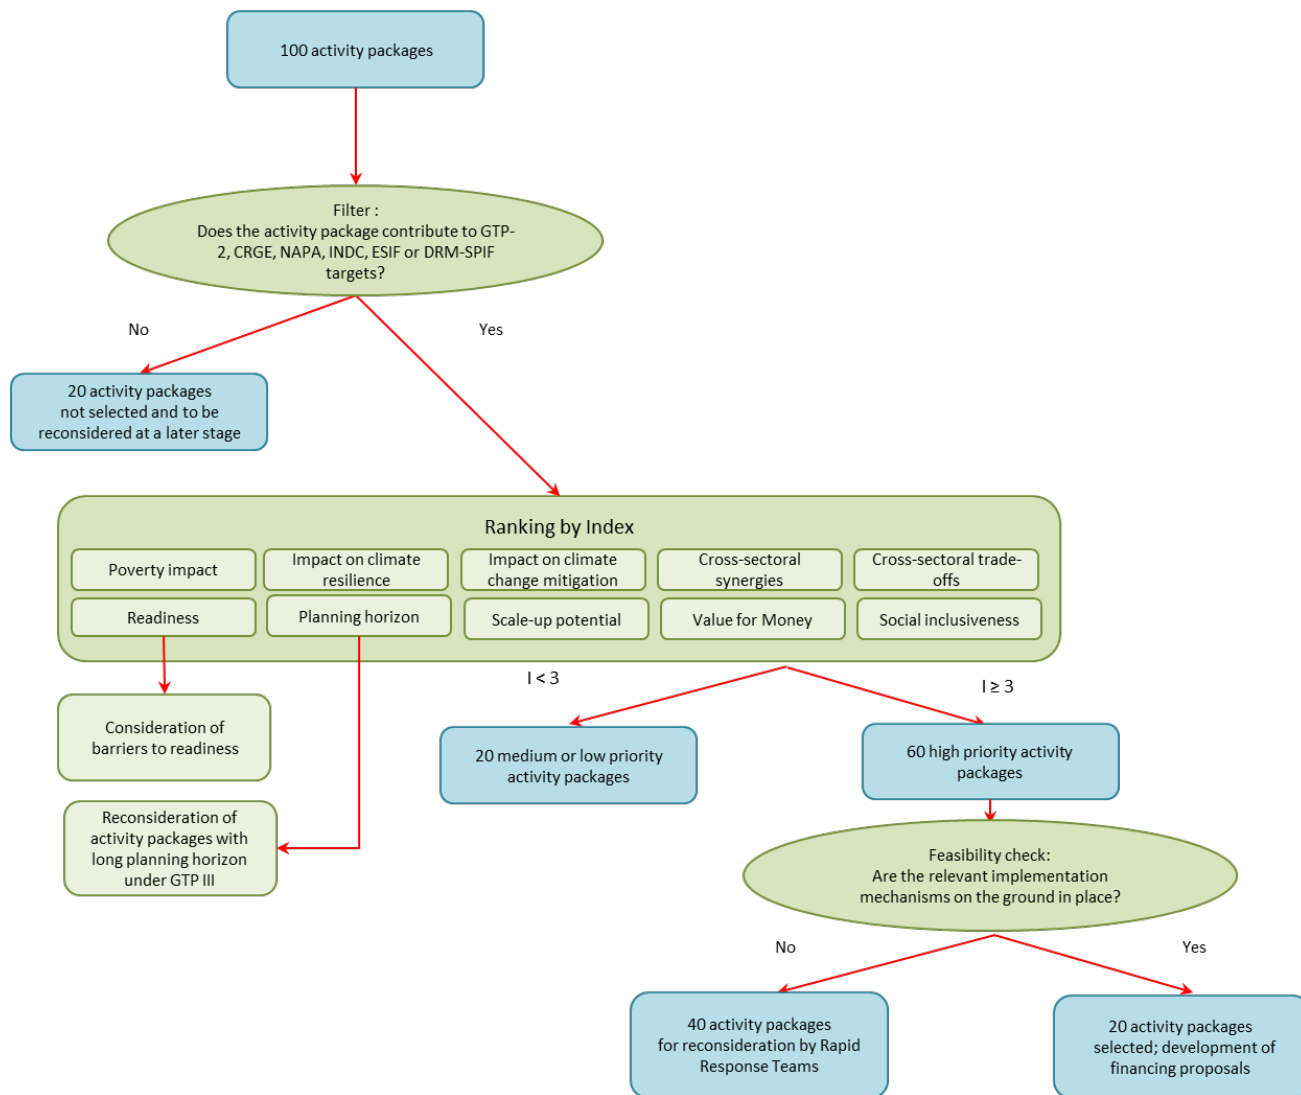 100 activity packages
Filter :
Does the activity package contribute to GTP-
2, CRGE, NAPA, INDC, ESIF or DRM-SPIF
targets?
No
Yes
20 activity packages
not selected and to be
reconsidered at a later stage
Ranking by Index
Poverty impact
Impact on climate
resilience
Impact on climate
change mitigation
Cross-sectoral
synergies
Cross-sectoral trade-
offs
Readiness
Planning horizon
Scale-up potential
Value for Money
Social inclusiveness
I < 3
I ≥ 3
Consideration of
barriers to readiness
20 medium or low priority
activity packages
60 high priority activity
packages
Reconsideration of
activity packages with
long planning horizon
under GTP III
Feasibility check:
Are the relevant implementation
mechanisms on the ground in place?
No
Yes
40 activity packages
for reconsideration by Rapid
Response Teams
20 activity packages
selected; development of
financing proposals